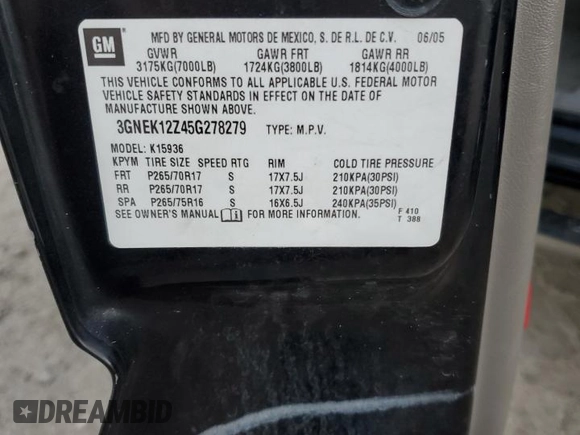 GM
MFD BY GENERAL MOTORS DE MEXICO, S. DE R.L. DE C.V. 06/05
GVWR GAWR FRT GAWR RR
3175KG(7000LB) 1724KG(3800LB) 1814KG(4000LB)
THIS VEHICLE CONFORMS TO ALL APPLICABLE U.S. FEDERAL MOTOR
VEHICLE SAFETY STANDARDS IN EFFECT ON THE DATE OF
MANUFACTURE SHOWN ABOVE.
3GNEK12Z45G278279 TYPE: M.P.V.
MODEL: K15936
KPYM TIRE SIZE SPEED RTG RIM COLD TIRE PRESSURE
FRT P265/70R17 S 17X7.5J 210KPA(30PSI)
RR P265/70R17 S 17X7.5J 210KPA(30PSI)
SPA P265/75R16 S 16X6.5J 240KPA(35PSI)
SEE OWNER'S MANUAL FOR MORE INFORMATION.
F 410
T 388
DREAMBID